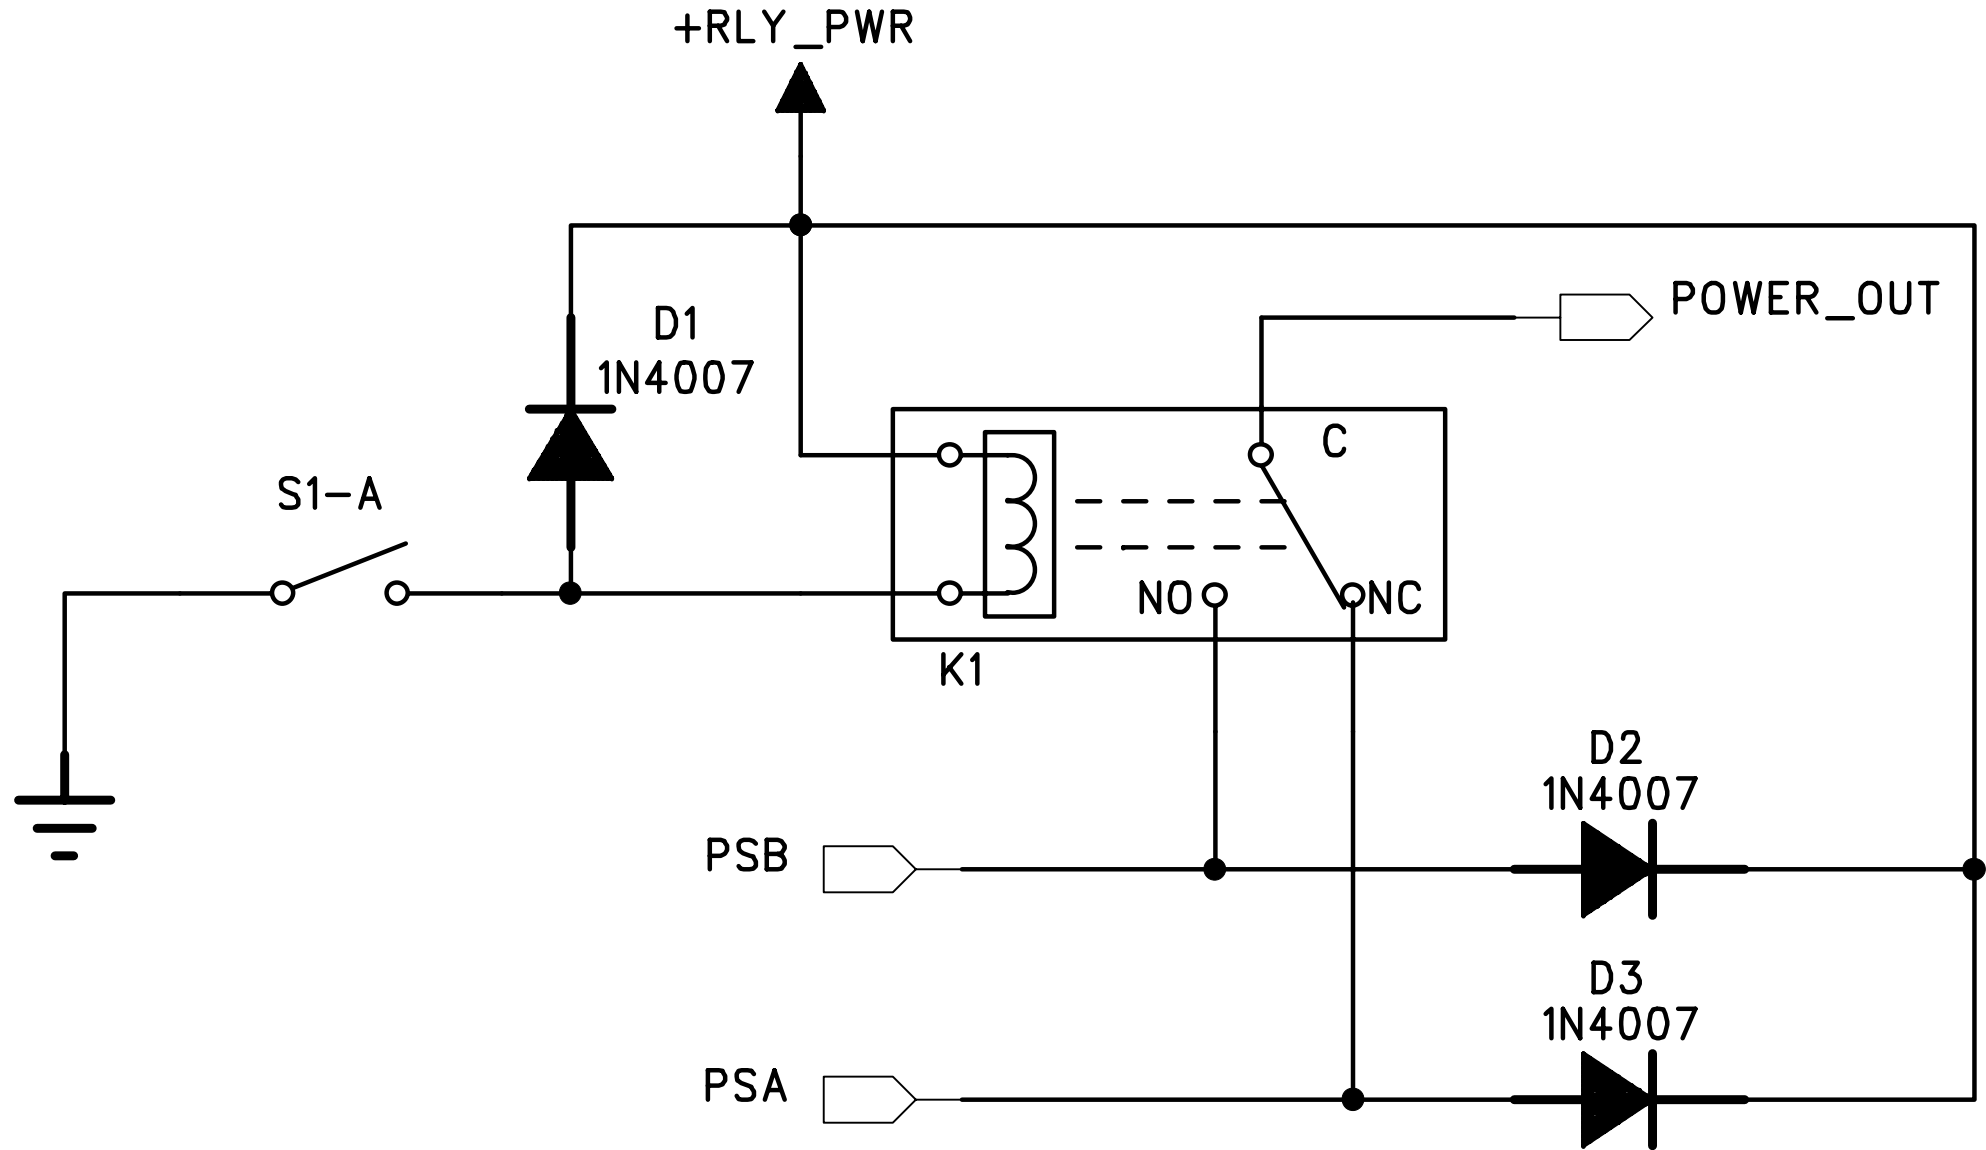 +RLY_PWR
POWER_OUT
D1
1N4007
C
S1-A
NO
NC
K1
D2
1N4007
PSB
D3
1N4007
PSA